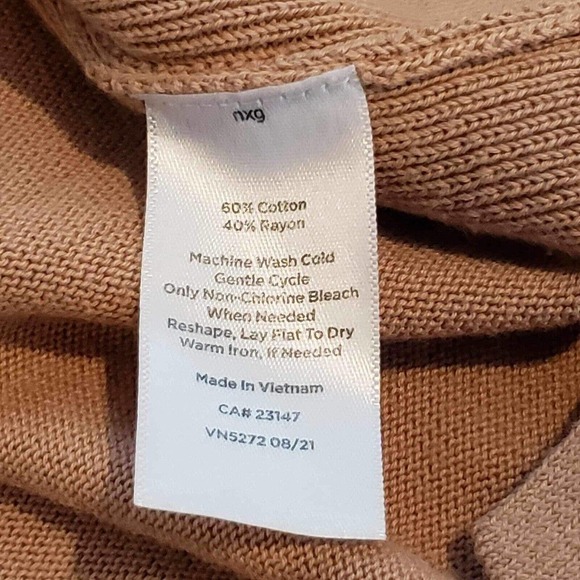 nxg
60% Cotton
40% Rayon
Machine Wash Cold
Gentle Cycle
Only Non-Chlorine Bleach
When Needed
Reshape, Lay Flat To Dry
Warm Iron, If Needed
Made In Vietnam
CA# 23147
VN5272 08/21